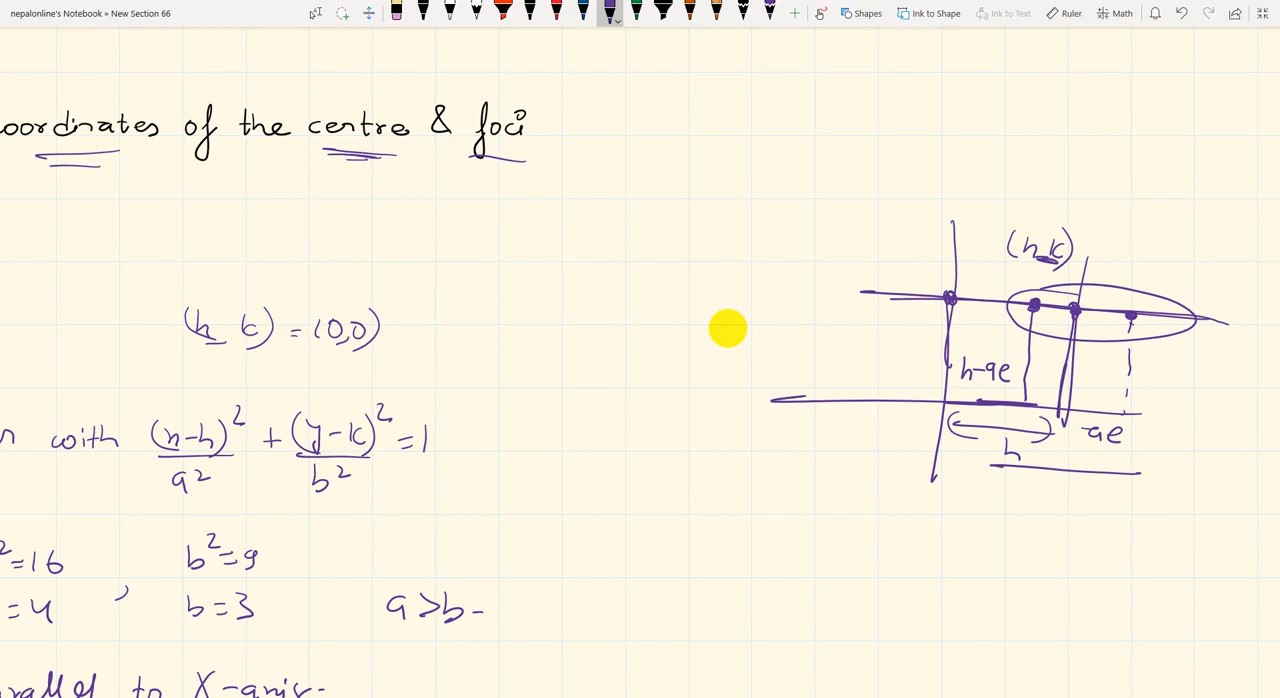 nepalonline's Notebook » New Section 66
Shapes Ink to Shape Ink to Text Ruler Math
oordinates of the centre & foci
(h k)
(h k) = (0,0)
h-ae
ae
h
n with (x-h)² + (y-k)² = 1
a² b²
²=16 b²=9
=4 , b=3 a>b-
rallel to X-axis-